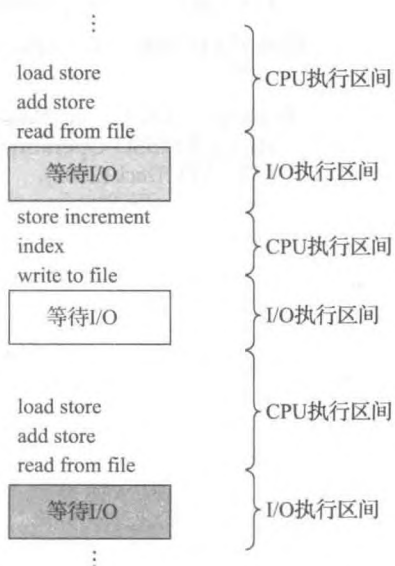 ⋮
load store
add store
CPU执行区间
read from file
等待I/O
I/O执行区间
store increment
index
CPU执行区间
write to file
等待I/O
I/O执行区间
load store
add store
CPU执行区间
read from file
等待I/O
I/O执行区间
⋮